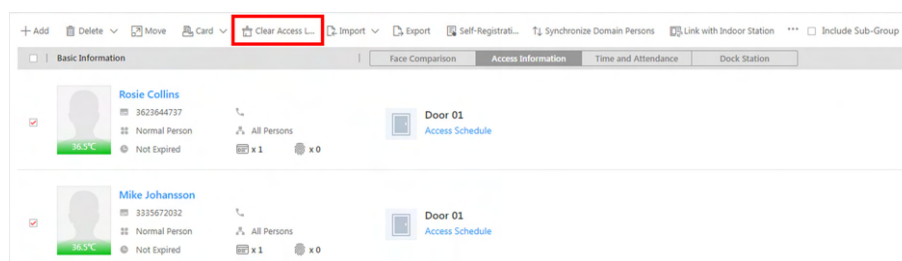 Add Delete Move Card Clear Access L... Import Export Self-Registrati... Synchronize Domain Persons Link with Indoor Station ... Include Sub-Group
Basic Information Face Comparison Access Information Time and Attendance Dock Station
Rosie Collins
3623644737
Door 01
Normal Person All Persons Access Schedule
36.5°C Not Expired x 1 x 0
Mike Johansson
3335672032
Door 01
Normal Person All Persons Access Schedule
36.5°C Not Expired x 1 x 0